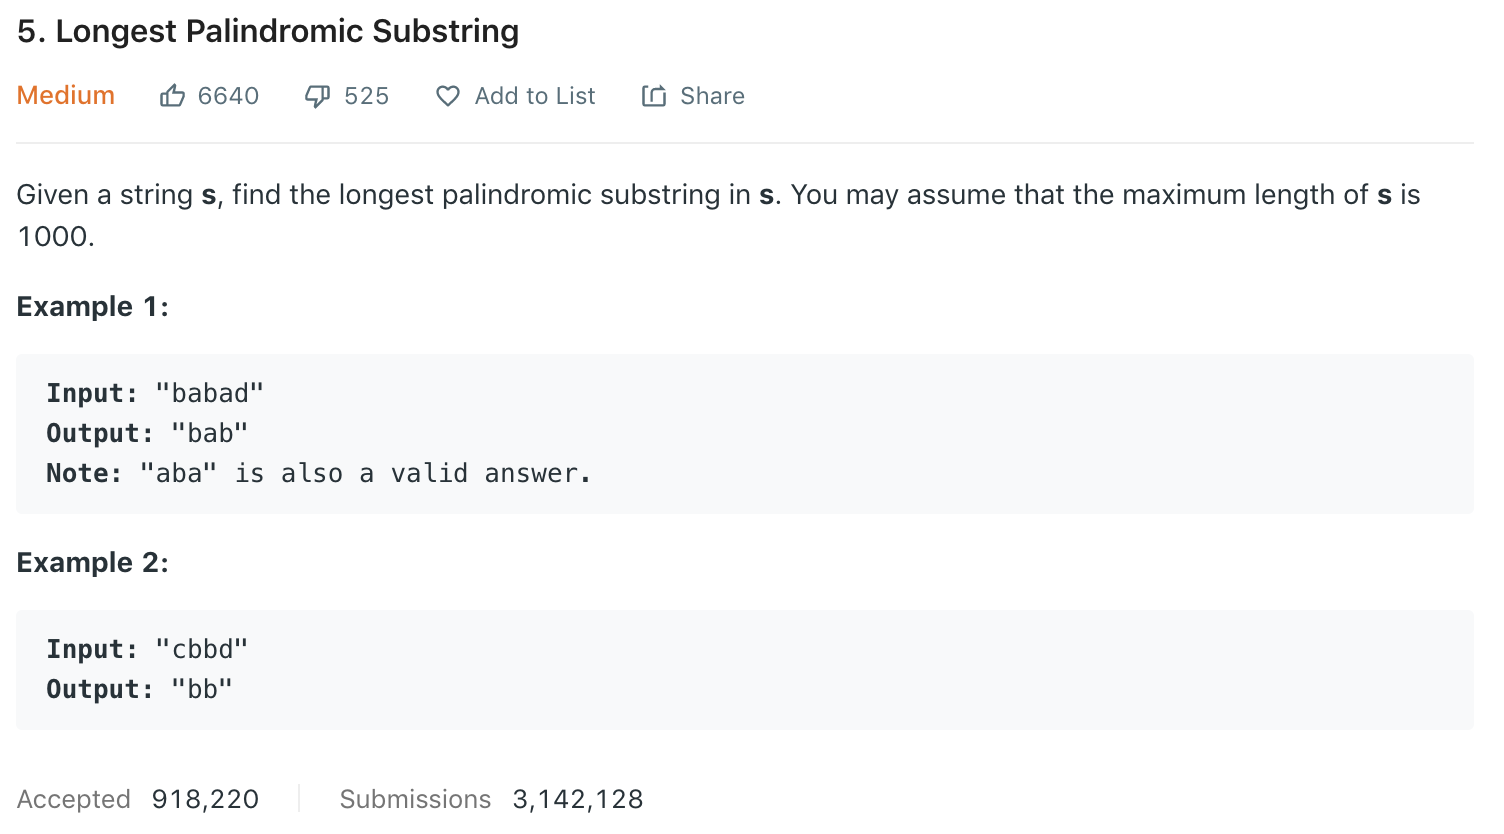 5. Longest Palindromic Substring
Medium 6640 525 Add to List Share
Given a string s, find the longest palindromic substring in s. You may assume that the maximum length of s is
1000.
Example 1:
Input: "babad"
Output: "bab"
Note: "aba" is also a valid answer.
Example 2:
Input: "cbbd"
Output: "bb"
Accepted 918,220 Submissions 3,142,128